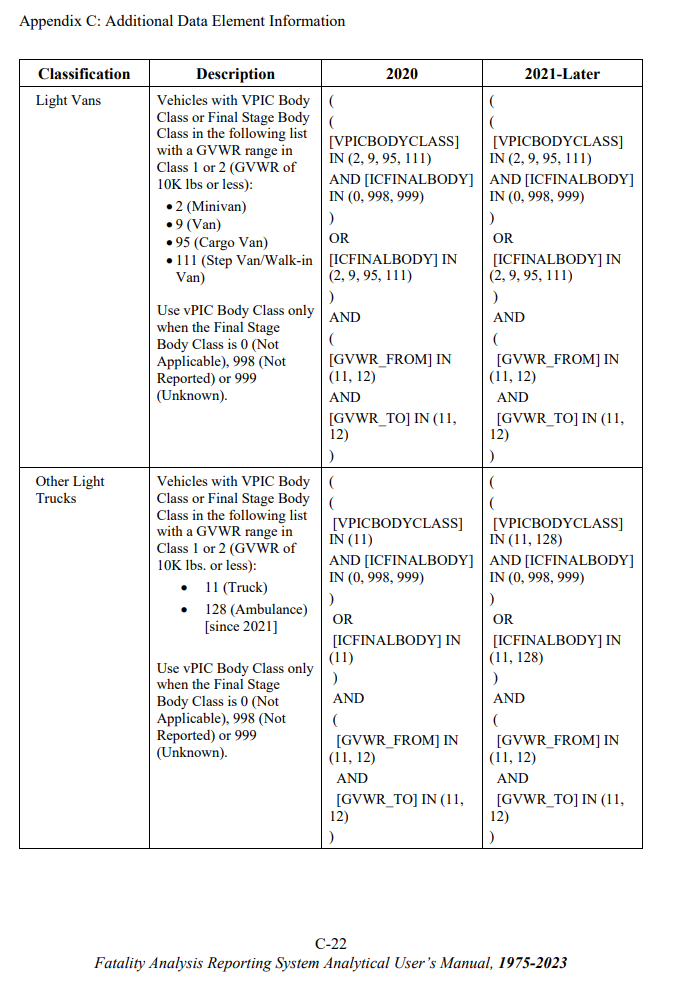 Appendix C: Additional Data Element Information
Classification
Description
2020
2021-Later
Light Vans
Vehicles with VPIC Body
Class or Final Stage Body
Class in the following list
with a GVWR range in
Class 1 or 2 (GVWR of
10K lbs or less):
• 2 (Minivan)
• 9 (Van)
• 95 (Cargo Van)
• 111 (Step Van/Walk-in
Van)
Use vPIC Body Class only
when the Final Stage
Body Class is 0 (Not
Applicable), 998 (Not
Reported) or 999
(Unknown).
(
(
[VPICBODYCLASS]
IN (2, 9, 95, 111)
AND [ICFINALBODY]
IN (0, 998, 999)
)
OR
[ICFINALBODY] IN
(2, 9, 95, 111)
)
AND
(
[GVWR_FROM] IN
(11, 12)
AND
[GVWR_TO] IN (11,
12)
)
(
(
[VPICBODYCLASS]
IN (2, 9, 95, 111)
AND [ICFINALBODY]
IN (0, 998, 999)
)
OR
[ICFINALBODY] IN
(2, 9, 95, 111)
)
AND
(
[GVWR_FROM] IN
(11, 12)
AND
[GVWR_TO] IN (11,
12)
)
Other Light
Trucks
Vehicles with VPIC Body
Class or Final Stage Body
Class in the following list
with a GVWR range in
Class 1 or 2 (GVWR of
10K lbs. or less):
• 11 (Truck)
• 128 (Ambulance)
[since 2021]
Use vPIC Body Class only
when the Final Stage
Body Class is 0 (Not
Applicable), 998 (Not
Reported) or 999
(Unknown).
(
(
[VPICBODYCLASS]
IN (11)
AND [ICFINALBODY]
IN (0, 998, 999)
)
OR
[ICFINALBODY] IN
(11)
)
AND
(
[GVWR_FROM] IN
(11, 12)
AND
[GVWR_TO] IN (11,
12)
)
(
(
[VPICBODYCLASS]
IN (11, 128)
AND [ICFINALBODY]
IN (0, 998, 999)
)
OR
[ICFINALBODY] IN
(11, 128)
)
AND
(
[GVWR_FROM] IN
(11, 12)
AND
[GVWR_TO] IN (11,
12)
)
C-22
Fatality Analysis Reporting System Analytical User’s Manual, 1975-2023